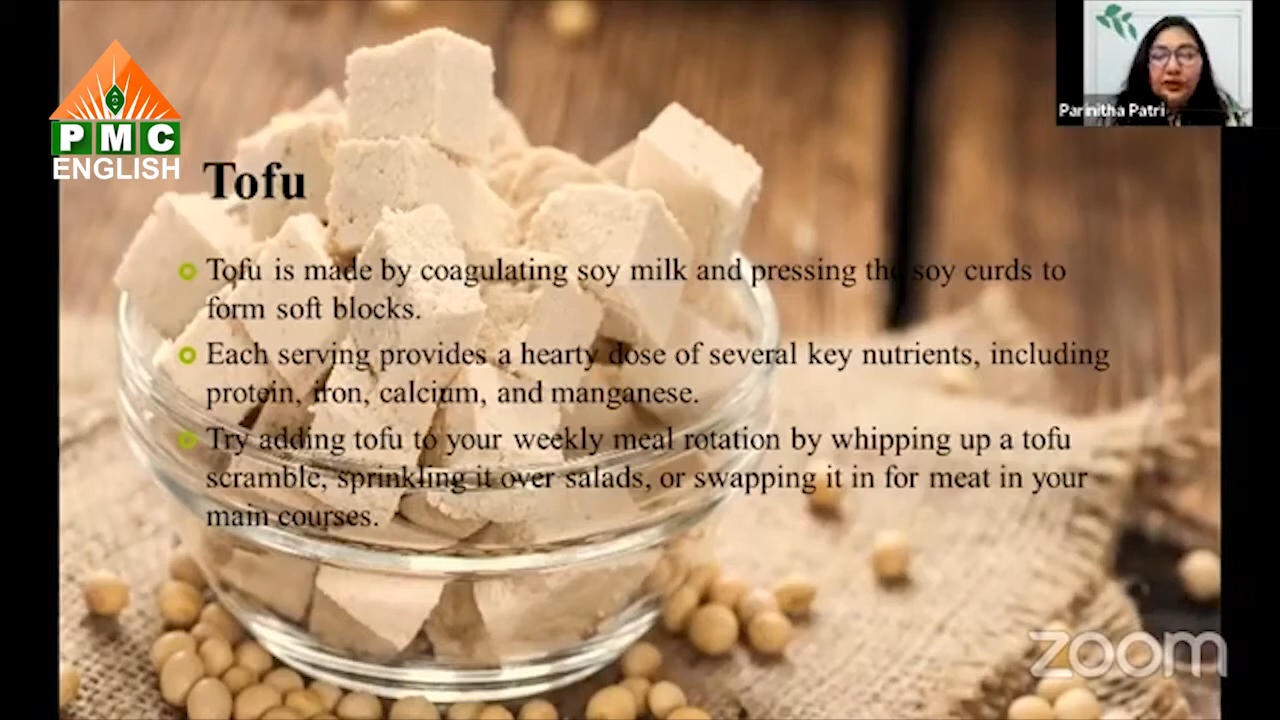 PMC
ENGLISH
Parinitha Patri
Tofu
Tofu is made by coagulating soy milk and pressing the soy curds to
form soft blocks.
Each serving provides a hearty dose of several key nutrients, including
protein, iron, calcium, and manganese.
Try adding tofu to your weekly meal rotation by whipping up a tofu
scramble, sprinkling it over salads, or swapping it in for meat in your
main courses.
zoom